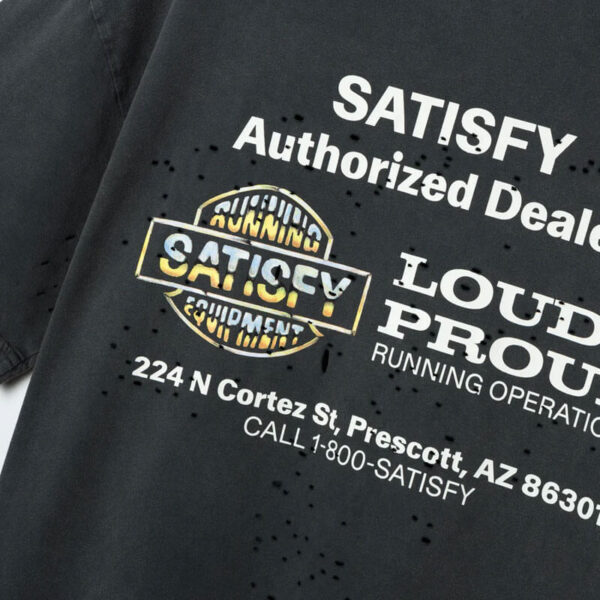 SATISFY
Authorized Deale
RUNNING
SATISFY
EQUIPMENT
LOUD
PROU
RUNNING OPERATIO
224 N Cortez St, Prescott, AZ 86301
CALL 1-800-SATISFY